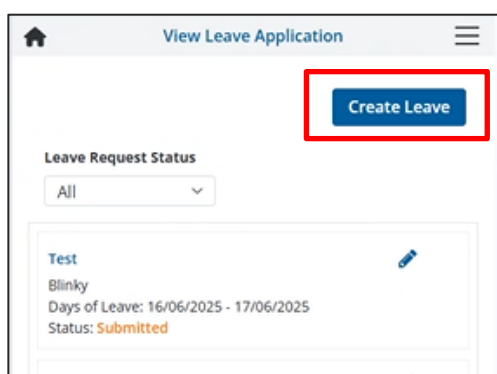 View Leave Application
Create Leave
Leave Request Status
All
Test
Blinky
Days of Leave: 16/06/2025 - 17/06/2025
Status: Submitted